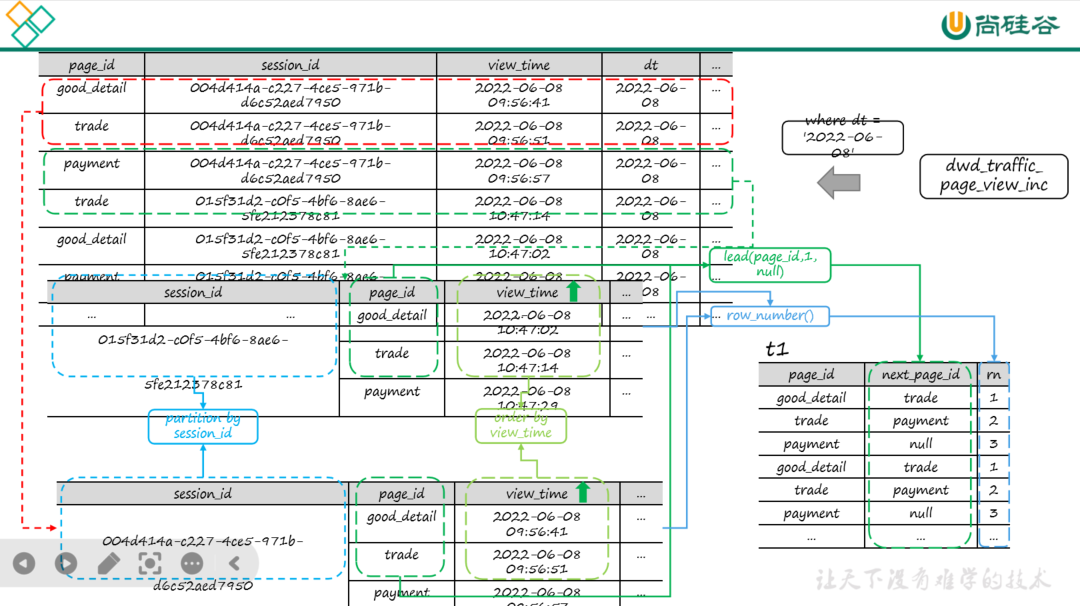 尚硅谷
page_id session_id view_time dt ...
good_detail 004d414a-c227-4ce5-971b- 2022-06-08 2022-06- ...
d6c52aed7950 09:56:41 08
trade 004d414a-c227-4ce5-971b- 2022-06-08 2022-06- ...
d6c52aed7950 09:56:51 08
payment 004d414a-c227-4ce5-971b- 2022-06-08 2022-06- ...
d6c52aed7950 09:56:57 08
trade 015f31d2-c0f5-4bf6-8ae6- 2022-06-08 2022-06- ...
5fe212378c81 10:47:14 08
good_detail 015f31d2-c0f5-4bf6-8ae6- 2022-06-08 2022-06- ...
5fe212378c81 10:47:02 08
payment 015f31d2-c0f5-4bf6-8ae6- 2022-06-08 2022-06- ...
08
... ... ... ...
where dt =
'2022-06-
08'
dwd_traffic_
page_view_inc
lead(page_id,1,
null)
row_number()
session_id page_id view_time ...
015f31d2-c0f5-4bf6-8ae6-
5fe212378c81
good_detail 2022-06-08 ...
10:47:02
trade 2022-06-08 ...
10:47:14
payment 2022-06-08 ...
10:47:29
partition by
session_id
order by
view_time
session_id page_id view_time ...
004d414a-c227-4ce5-971b-
d6c52aed7950
good_detail 2022-06-08 ...
09:56:41
trade 2022-06-08 ...
09:56:51
payment 2022-06-08 ...
09:56:57
t1
page_id next_page_id rn
good_detail trade 1
trade payment 2
payment null 3
good_detail trade 1
trade payment 2
payment null 3
... ... ...
让天下没有难学的技术